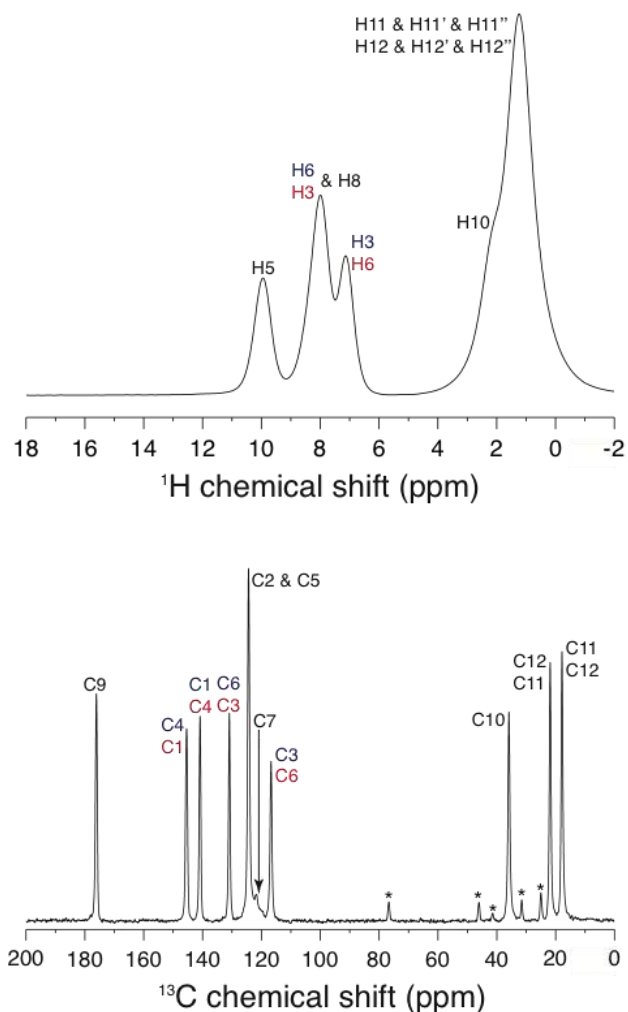 H11 & H11' & H11''
H12 & H12' & H12''
H6
H3
& H8
H10
H3
H6
H5
18 16 14 12 10 8 6 4 2 0 -2
¹H chemical shift (ppm)
C2 & C5
C9
C1 C6
C4 C3
C4
C1
C7
C3
C6
C12
C11
C11
C12
C10
* * * * *
200 180 160 140 120 100 80 60 40 20 0
¹³C chemical shift (ppm)